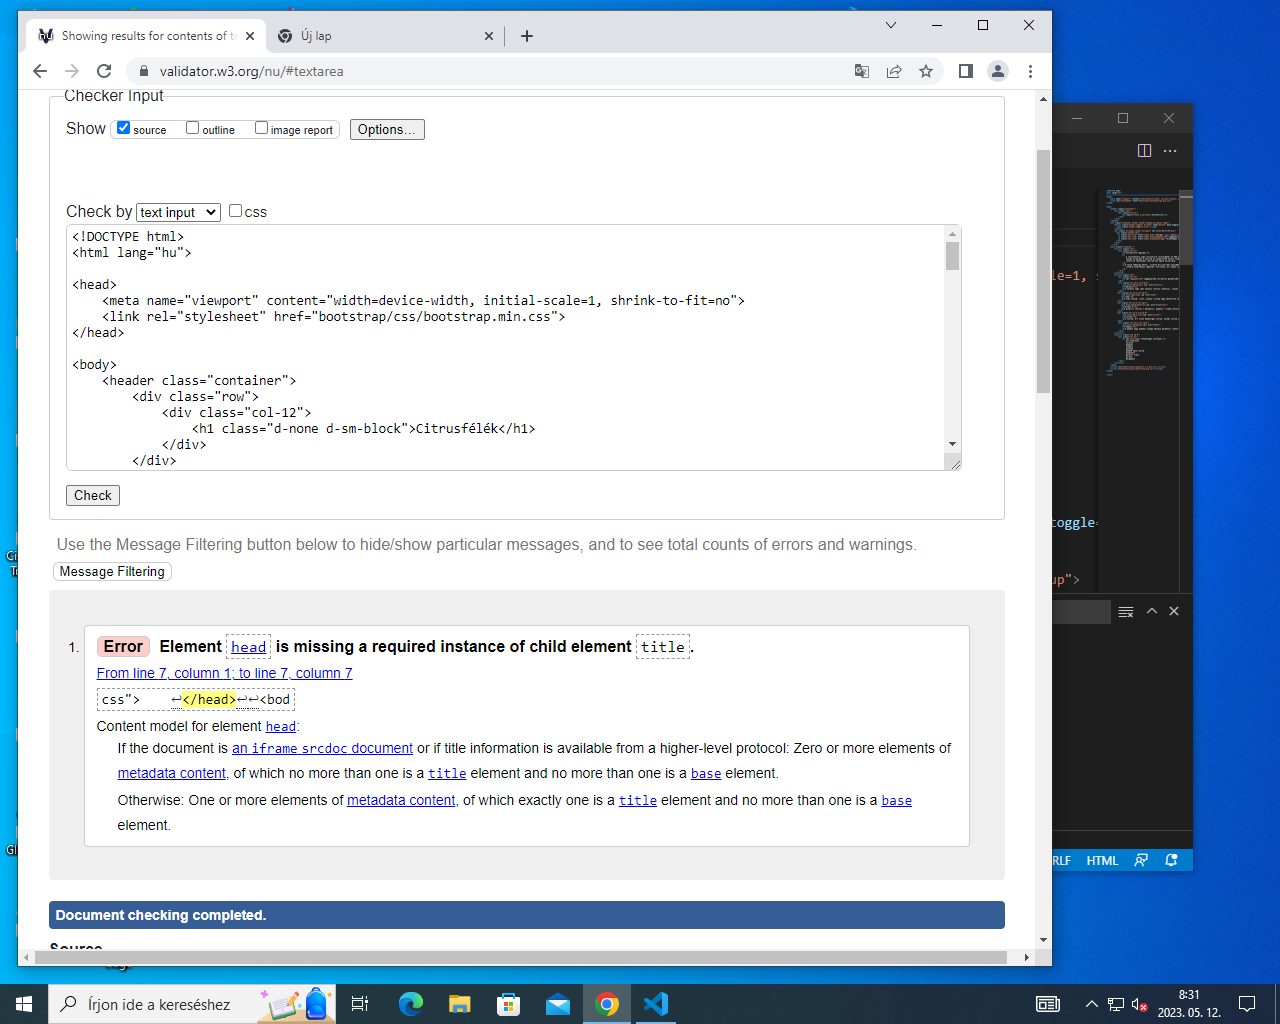 Showing results for contents of t
Új lap
validator.w3.org/nu/#textarea
Checker Input
Show source outline image report Options...
Check by text input css
<!DOCTYPE html>
<html lang="hu">
<head>
<meta name="viewport" content="width=device-width, initial-scale=1, shrink-to-fit=no">
<link rel="stylesheet" href="bootstrap/css/bootstrap.min.css">
</head>
<body>
<header class="container">
<div class="row">
<div class="col-12">
<h1 class="d-none d-sm-block">Citrusfélék</h1>
</div>
</div>
Check
Use the Message Filtering button below to hide/show particular messages, and to see total counts of errors and warnings.
Message Filtering
1. Error Element head is missing a required instance of child element title.
From line 7, column 1; to line 7, column 7
css"> ↩</head>↩↩<bod
Content model for element head:
If the document is an iframe srcdoc document or if title information is available from a higher-level protocol: Zero or more elements of
metadata content, of which no more than one is a title element and no more than one is a base element.
Otherwise: One or more elements of metadata content, of which exactly one is a title element and no more than one is a base
element.
Document checking completed.
Source
le=1, s
toggle=
up">
RLF HTML
Írjon ide a kereséshez
8:31
2023. 05. 12.